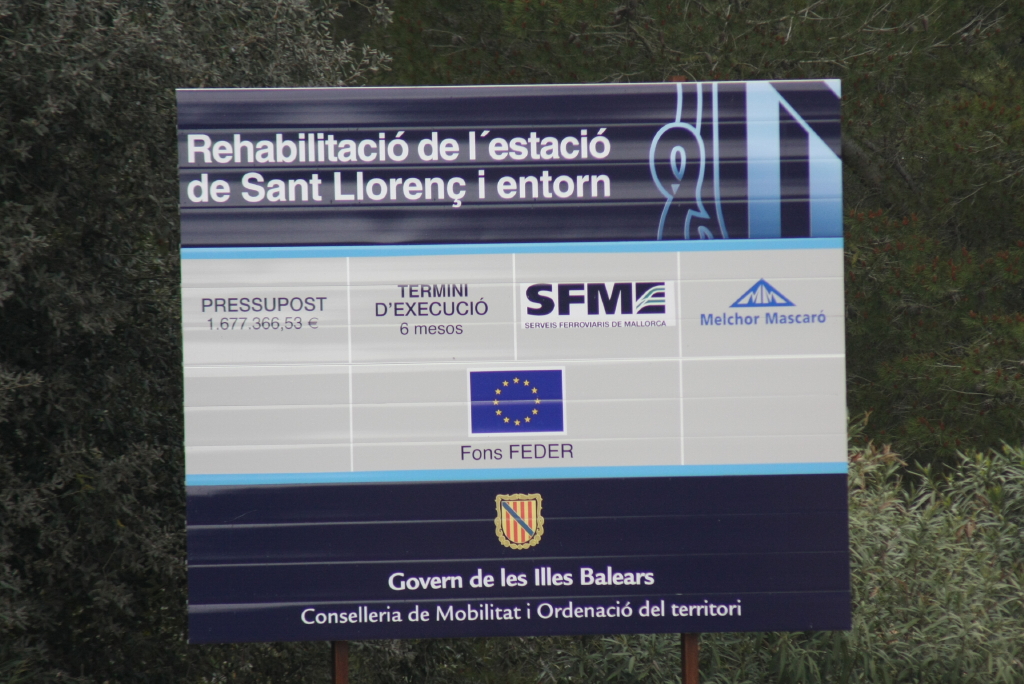 Rehabilitació de l´estació
de Sant Llorenç i entorn
PRESSUPOST
1.677.366,53 €
TERMINI
D'EXECUCIÓ
6 mesos
SFME
SERVEIS FERROVIARIS DE MALLORCA
Melchor Mascaró
Fons FEDER
Govern de les Illes Balears
Conselleria de Mobilitat i Ordenació del territori